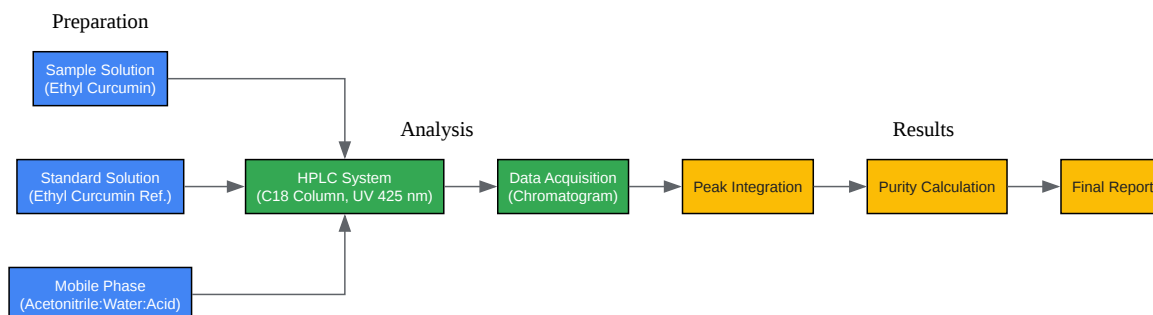 Preparation
Sample Solution
(Ethyl Curcumin)
Analysis
Results
Standard Solution
(Ethyl Curcumin Ref.)
HPLC System
(C18 Column, UV 425 nm)
Data Acquisition
(Chromatogram)
Peak Integration
Purity Calculation
Final Report
Mobile Phase
(Acetonitrile:Water:Acid)